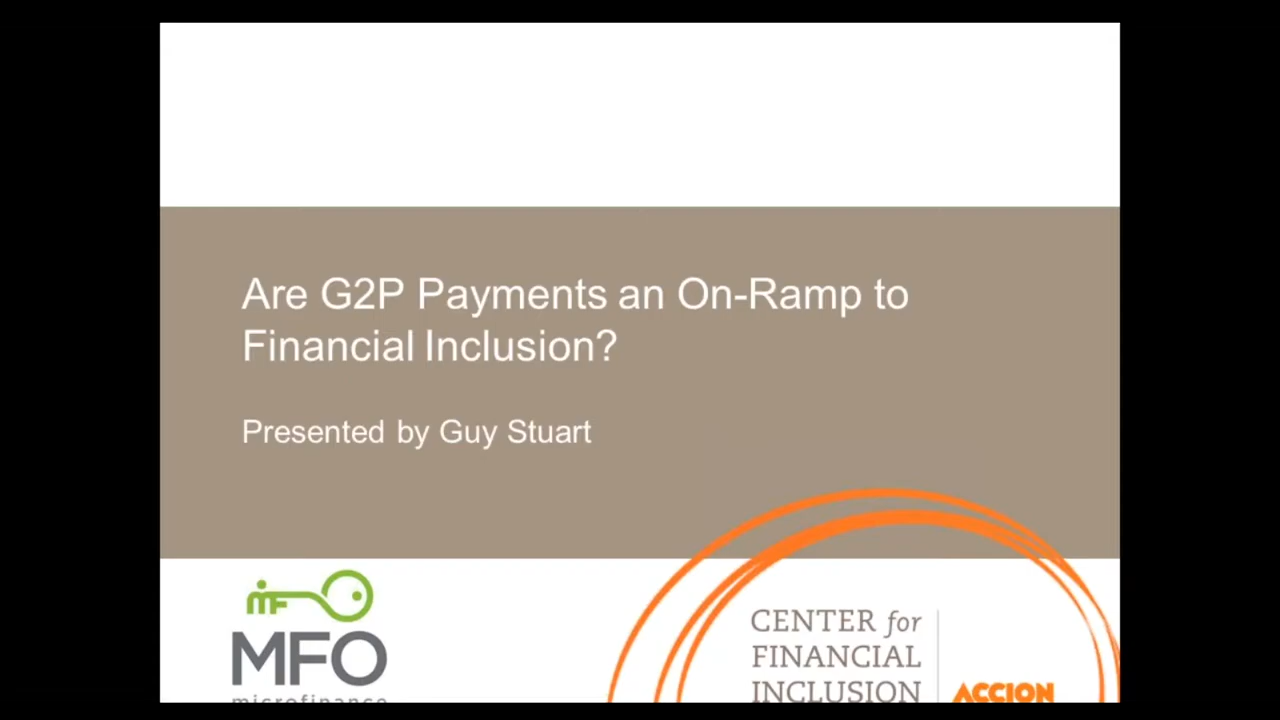 Are G2P Payments an On-Ramp to
Financial Inclusion?
Presented by Guy Stuart
MFO
microfinance
CENTER for
FINANCIAL
INCLUSION
ACCION